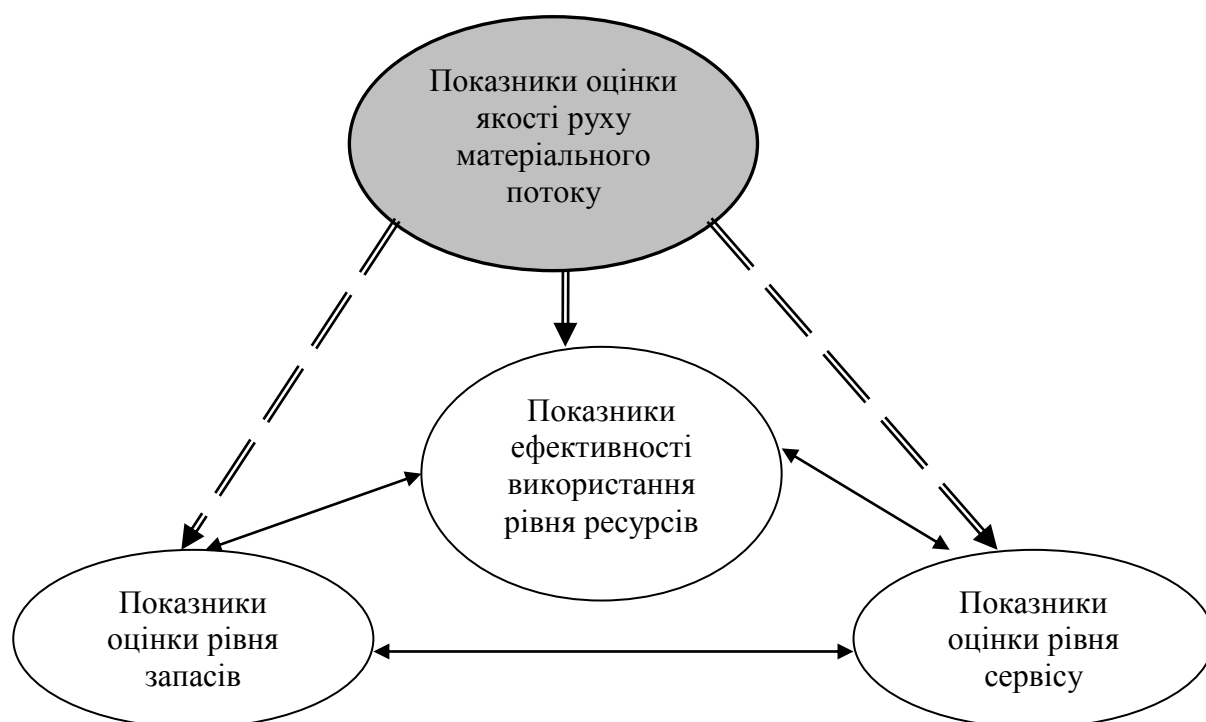 Показники оцінки
якості руху
матеріального
потоку
Показники
ефективності
використання
рівня ресурсів
Показники
оцінки рівня
запасів
Показники
оцінки рівня
сервісу